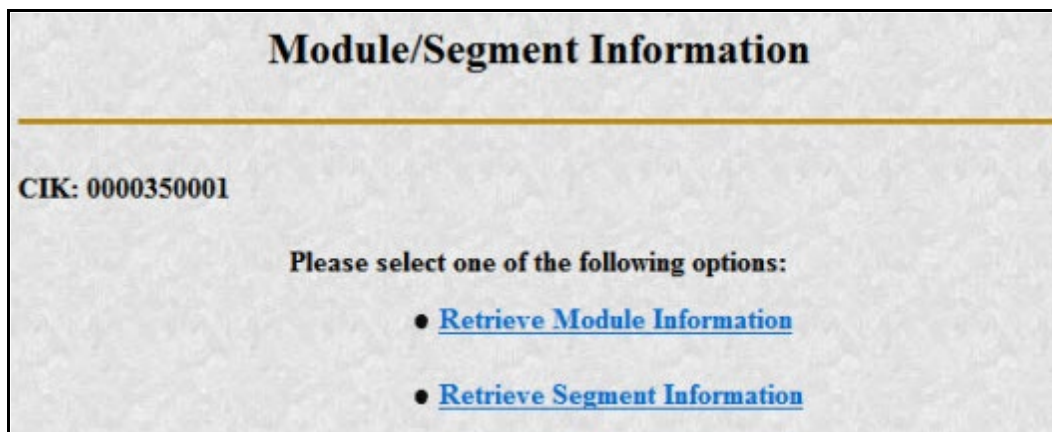 Module/Segment Information
CIK: 0000350001
Please select one of the following options:
Retrieve Module Information
Retrieve Segment Information